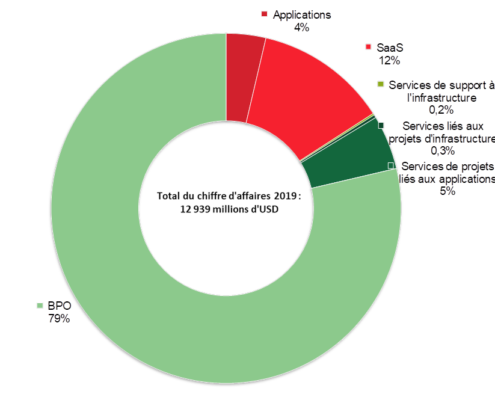 Applications
4%
SaaS
12%
Services de support à
l'infrastructure
0,2%
Services liés aux
projets d'infrastructure
0,3%
Services de projets
liés aux applications
5%
Total du chiffre d'affaires 2019 :
12 939 millions d'USD
BPO
79%